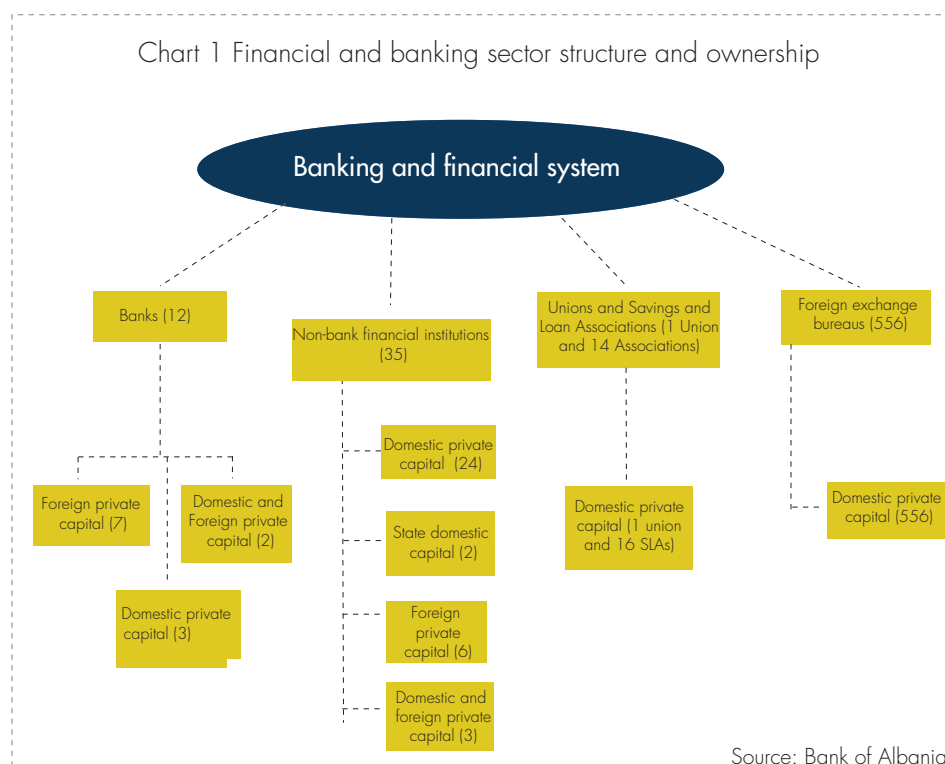 Chart 1 Financial and banking sector structure and ownership
Banking and financial system
Banks (12)
Non-bank financial institutions
(35)
Unions and Savings and
Loan Associations (1 Union
and 14 Associations)
Foreign exchange
bureaus (556)
Foreign private
capital (7)
Domestic and
Foreign private
capital (2)
Domestic private
capital (3)
Domestic private
capital (24)
State domestic
capital (2)
Foreign
private
capital (6)
Domestic and
foreign private
capital (3)
Domestic private
capital (1 union
and 16 SLAs)
Domestic private
capital (556)
Source: Bank of Albania